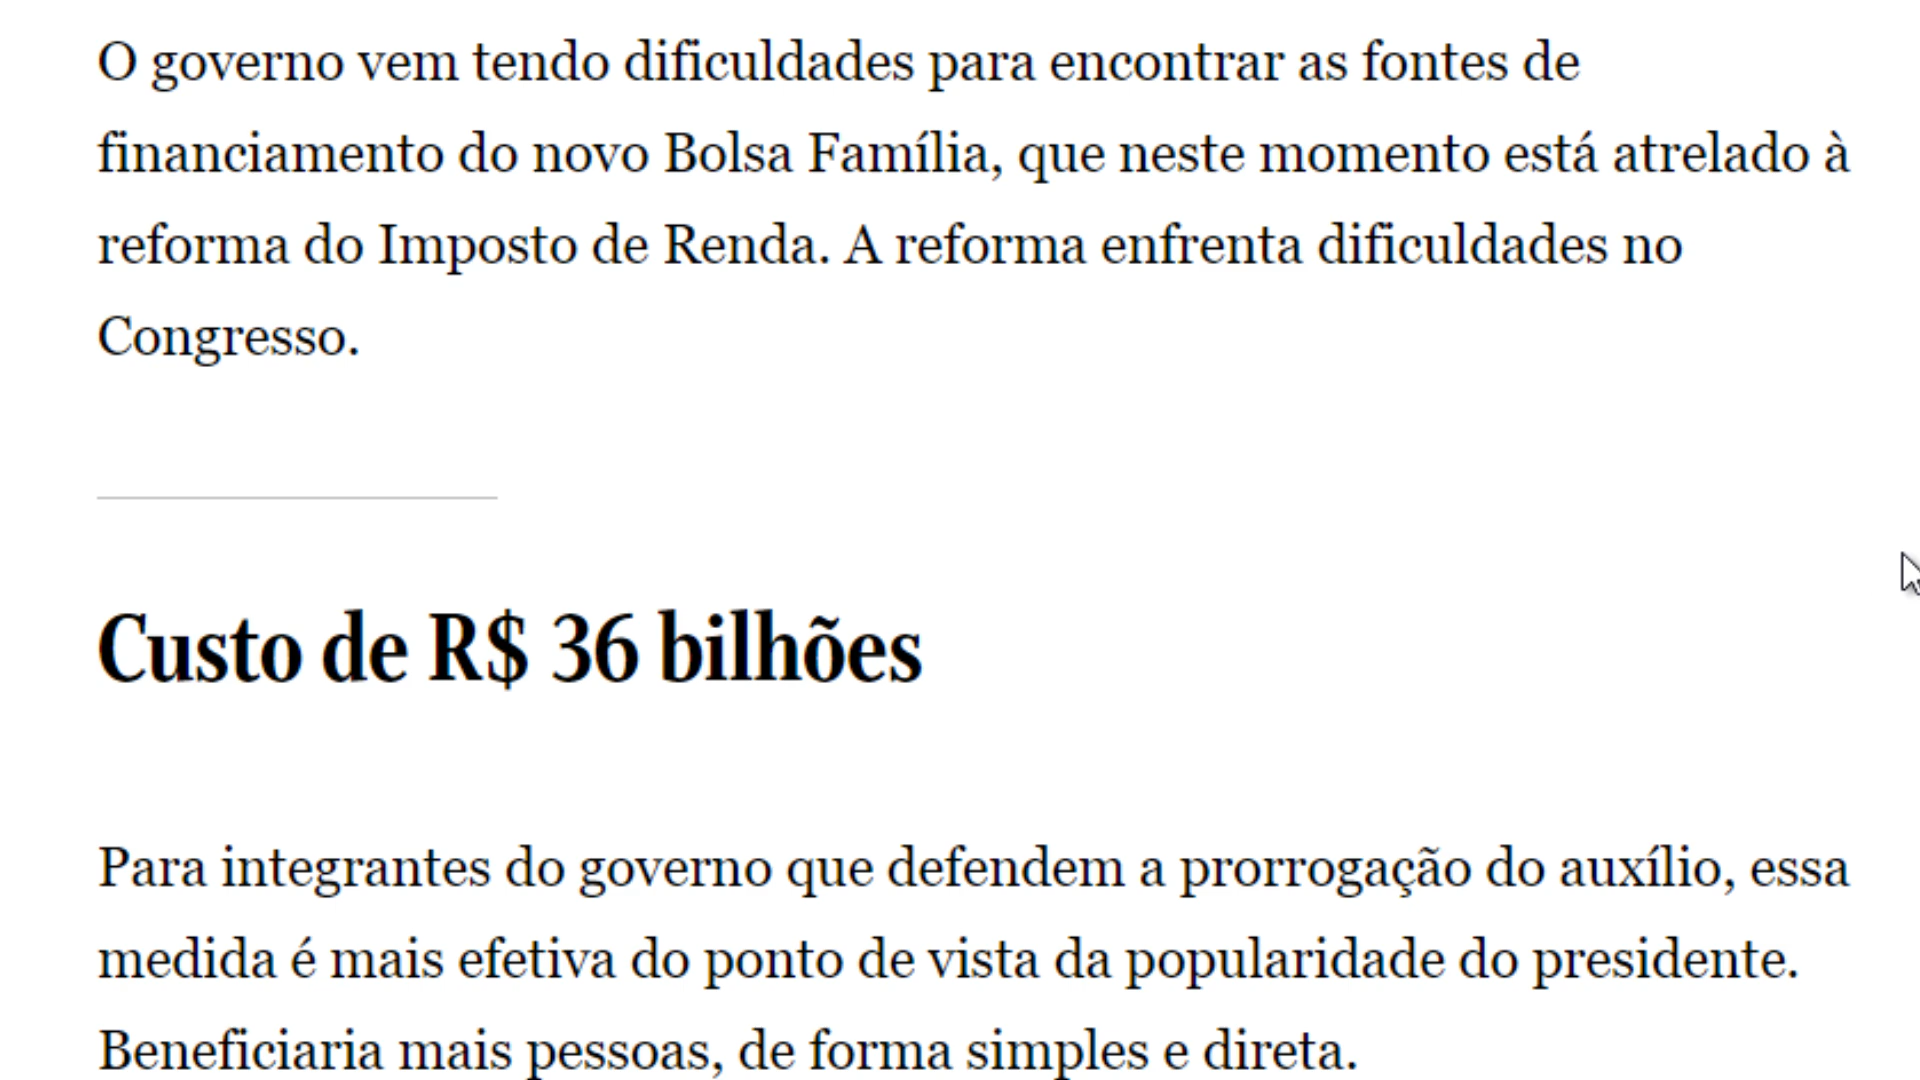 O governo vem tendo dificuldades para encontrar as fontes de
financiamento do novo Bolsa Família, que neste momento está atrelado à
reforma do Imposto de Renda. A reforma enfrenta dificuldades no
Congresso.
Custo de R$ 36 bilhões
Para integrantes do governo que defendem a prorrogação do auxílio, essa
medida é mais efetiva do ponto de vista da popularidade do presidente.
Beneficiaria mais pessoas, de forma simples e direta.